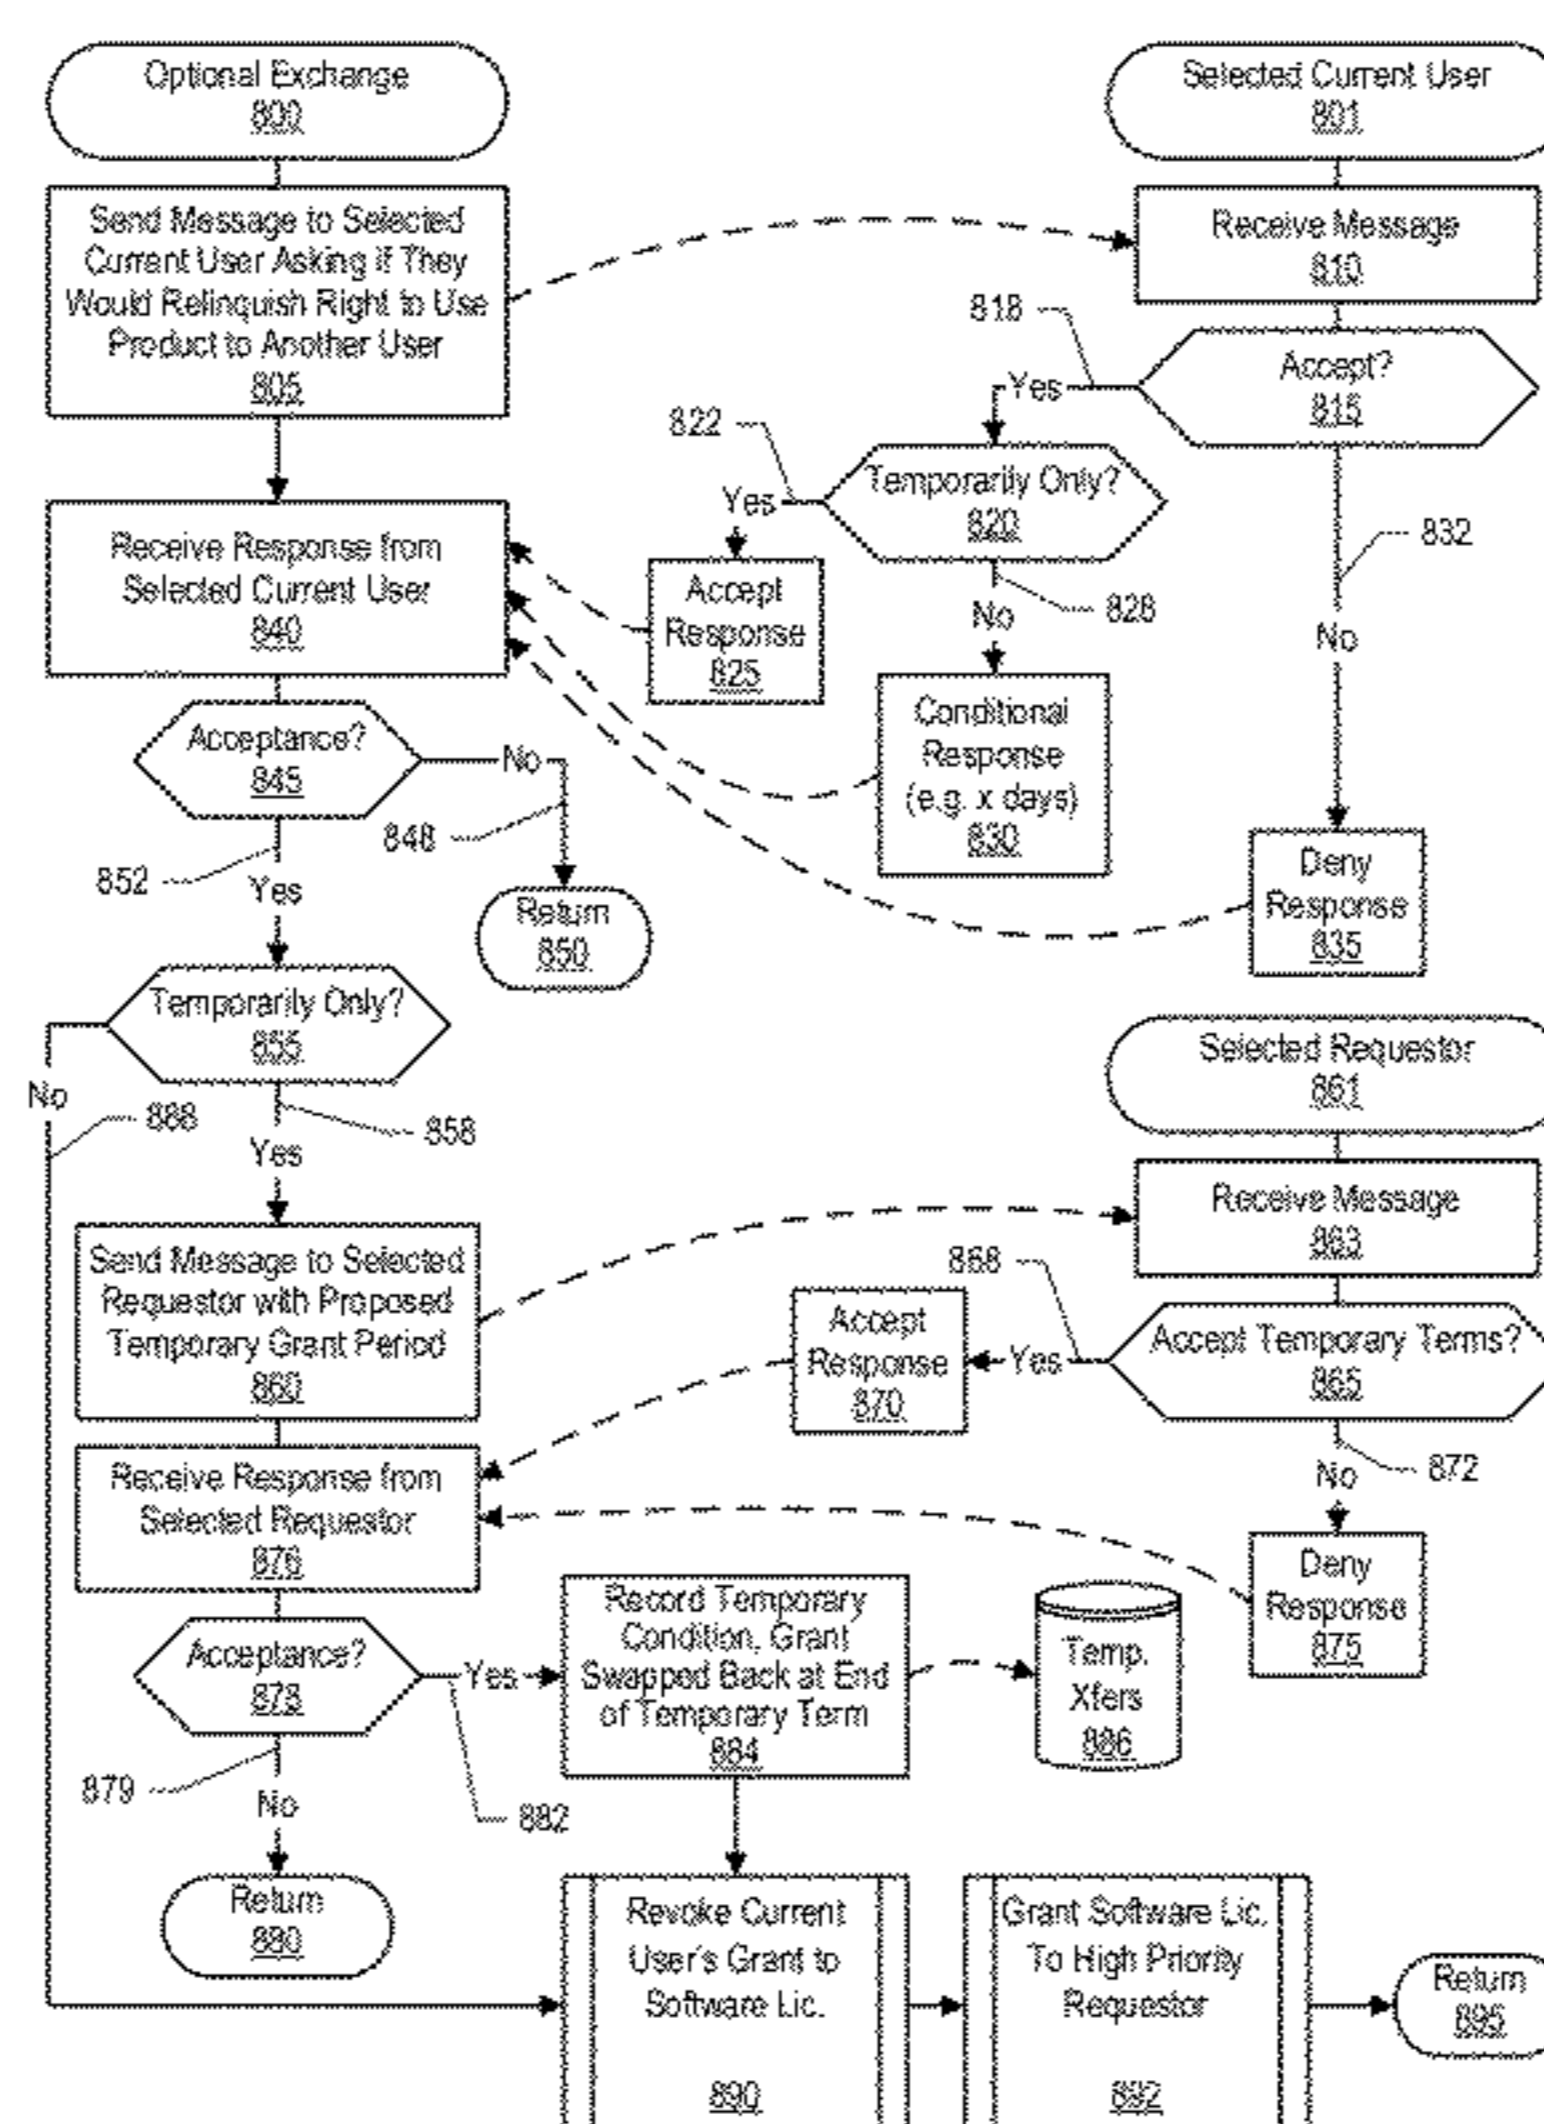 Optional Exchange
800
Send Message to Selected
Current User Asking if They
Would Relinquish Right to Use
Product to Another User
805
Receive Response from
Selected Current User
840
Acceptance?
845
No
848
Return
850
852
Yes
Temporarily Only?
855
No
888
858
Yes
Send Message to Selected
Requestor with Proposed
Temporary Grant Period
860
Receive Response from
Selected Requestor
876
Acceptance?
878
Yes
882
879
No
Return
880
Selected Current User
801
Receive Message
810
Accept?
815
818
Yes
Temporarily Only?
820
822
Yes
Accept
Response
825
828
No
Conditional
Response
(e.g. x days)
830
832
No
Deny
Response
835
Selected Requestor
861
Receive Message
863
Accept Temporary Terms?
865
868
Yes
Accept
Response
870
872
No
Deny
Response
875
Record Temporary
Condition, Grant
Swapped Back at End
of Temporary Term
884
Temp.
Xfers
886
Revoke Current
User's Grant to
Software Lic.
890
Grant Software Lic.
To High Priority
Requestor
892
Return
895